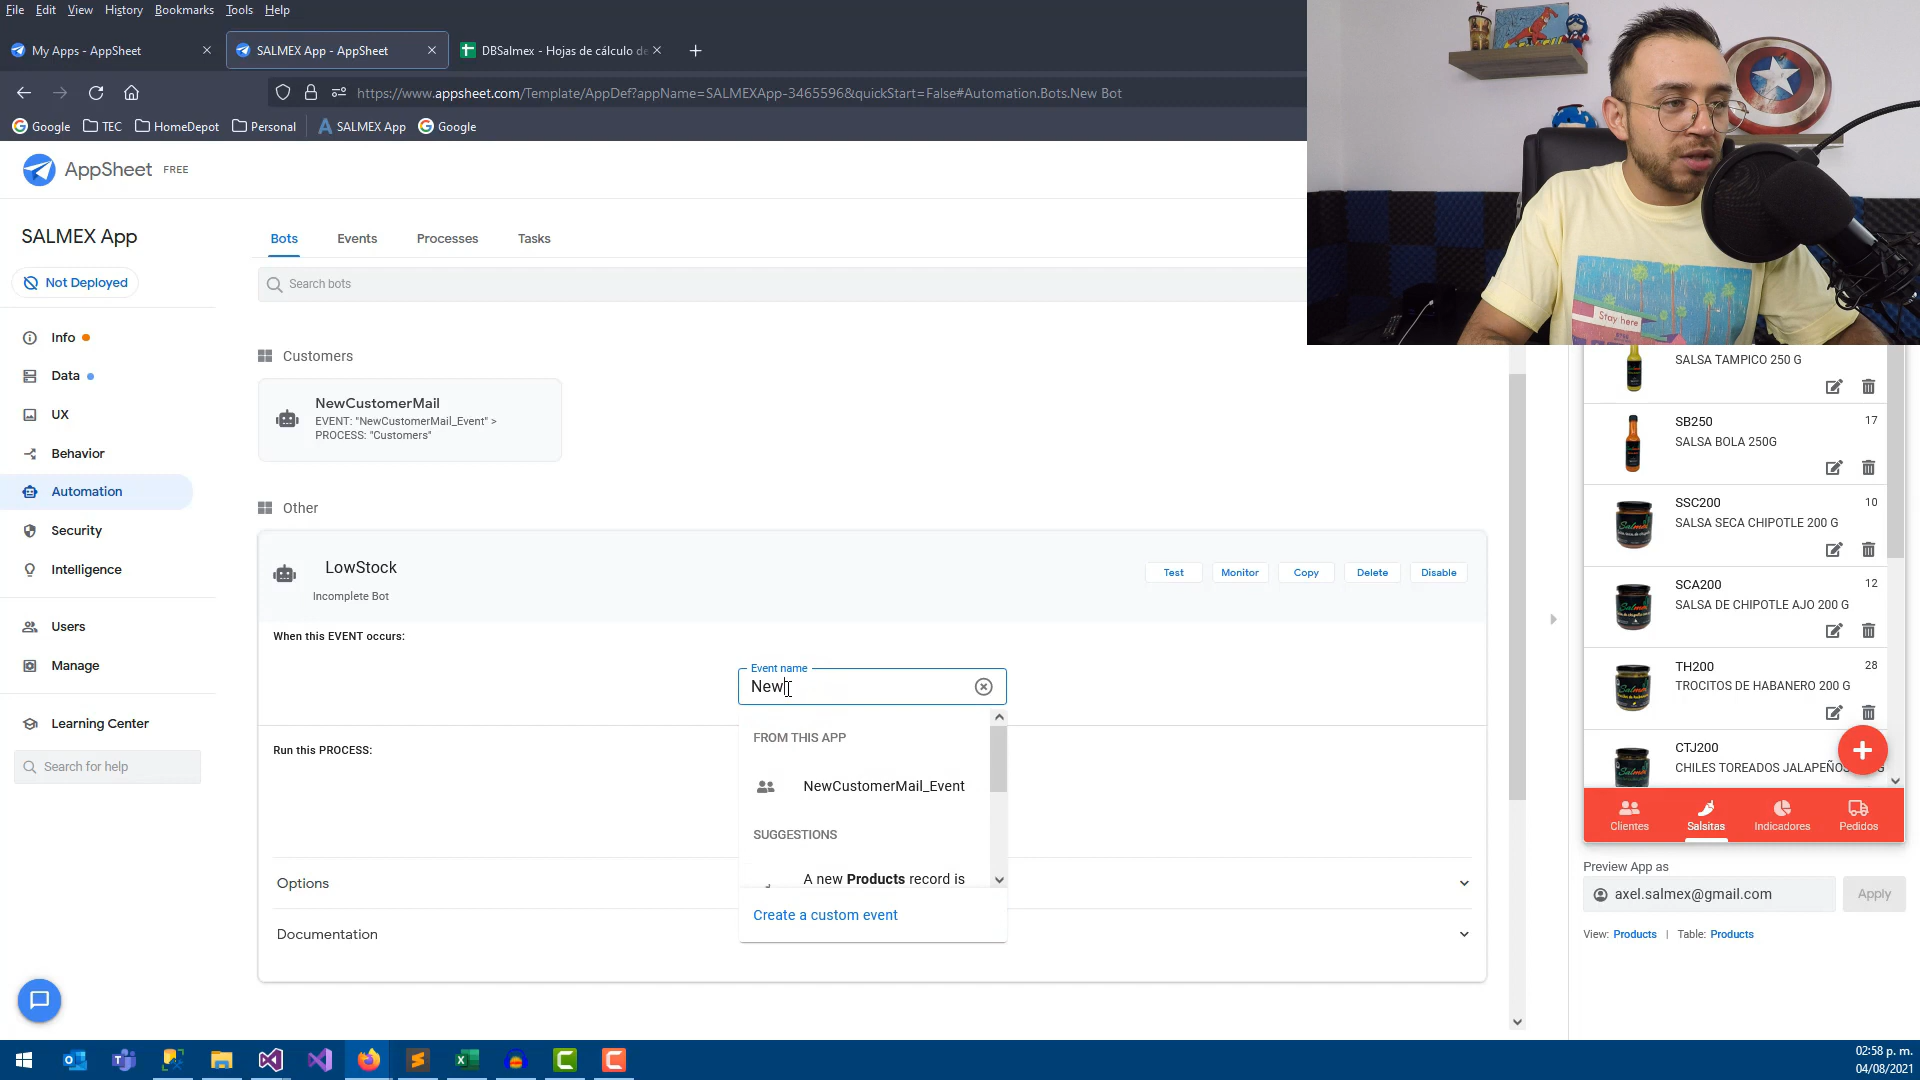 File Edit View History Bookmarks Tools Help
My Apps - AppSheet
SALMEX App - AppSheet
DBSalmex - Hojas de cálculo de
https://www.appsheet.com/Template/AppDef?appName=SALMEXApp-3465596&quickStart=False#Automation.Bots.New Bot
Google TEC HomeDepot Personal SALMEX App Google
AppSheet FREE
SALMEX App
Not Deployed
Info
Data
UX
Behavior
Automation
Security
Intelligence
Users
Manage
Learning Center
Search for help
Bots Events Processes Tasks
Search bots
Customers
NewCustomerMail
EVENT: "NewCustomerMail_Event" >
PROCESS: "Customers"
Other
LowStock
Incomplete Bot
Test Monitor Copy Delete Disable
When this EVENT occurs:
Event name
New
FROM THIS APP
NewCustomerMail_Event
SUGGESTIONS
A new Products record is
Create a custom event
Run this PROCESS:
Options
Documentation
Stay here
SALSA TAMPICO 250 G
SB250 17
SALSA BOLA 250G
SSC200 10
SALSA SECA CHIPOTLE 200 G
SCA200 12
SALSA DE CHIPOTLE AJO 200 G
TH200 28
TROCITOS DE HABANERO 200 G
CTJ200
CHILES TOREADOS JALAPEÑOS
Clientes Salsitas Indicadores Pedidos
Preview App as
axel.salmex@gmail.com Apply
View: Products | Table: Products
02:58 p. m.
04/08/2021